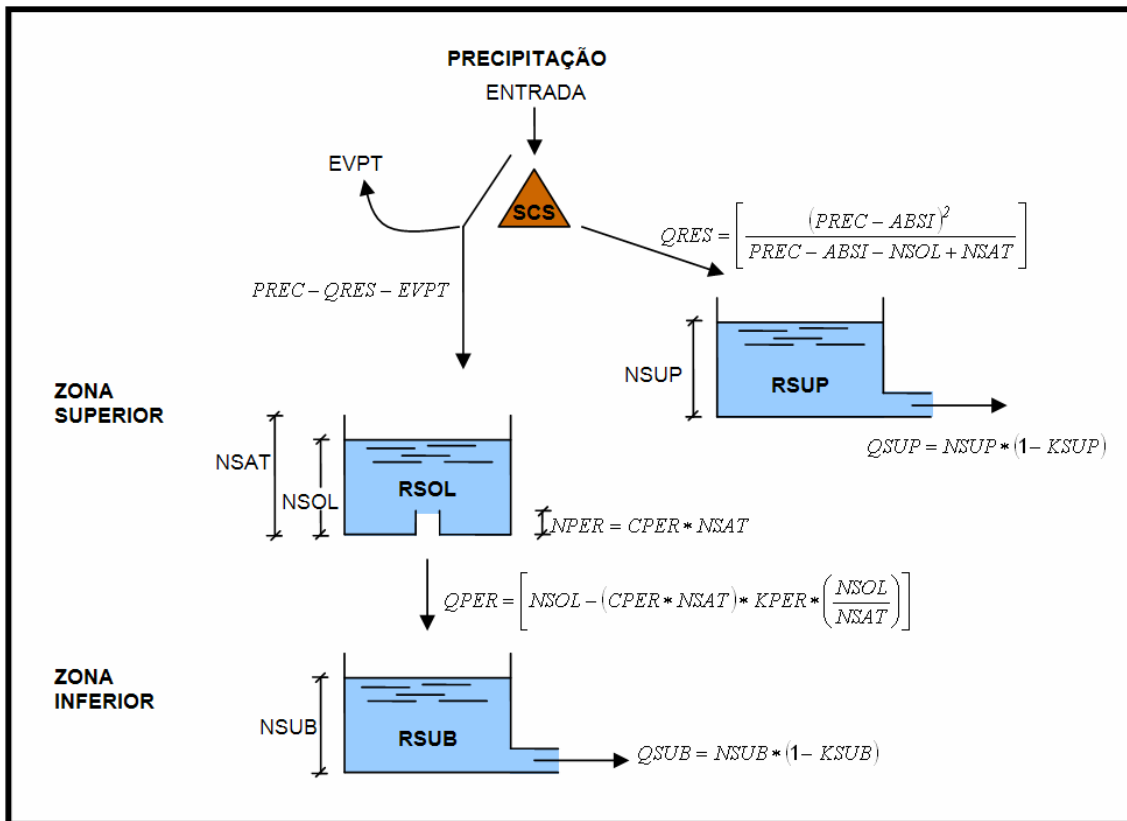 PRECIPITAÇÃO
ENTRADA
EVPT
SCS
QRES = [ (PREC − ABSI)² / (PREC − ABSI − NSOL + NSAT) ]
PREC − QRES − EVPT
NSUP
RSUP
ZONA
SUPERIOR
QSUP = NSUP * (1 − KSUP)
NSAT
NSOL
RSOL
NPER = CPER * NSAT
QPER = [ NSOL − (CPER * NSAT) * KPER * (NSOL / NSAT) ]
ZONA
INFERIOR
NSUB
RSUB
QSUB = NSUB * (1 − KSUB)